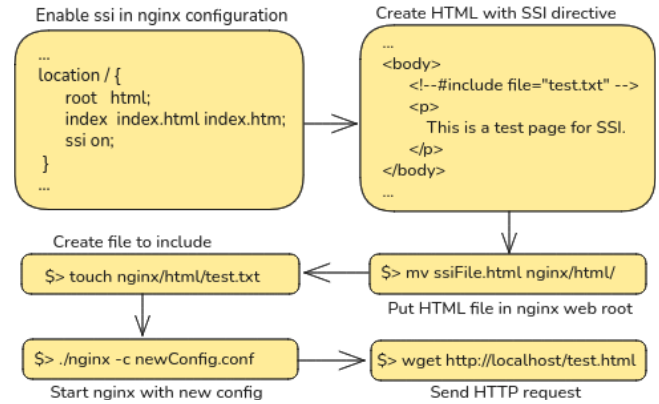 Enable ssi in nginx configuration
...
location / {
root html;
index index.html index.htm;
ssi on;
}
...
Create HTML with SSI directive
...
<body>
<!--#include file="test.txt" -->
<p>
This is a test page for SSI.
</p>
</body>
...
$> mv ssiFile.html nginx/html/
Put HTML file in nginx web root
Create file to include
$> touch nginx/html/test.txt
$> ./nginx -c newConfig.conf
Start nginx with new config
$> wget http://localhost/test.html
Send HTTP request